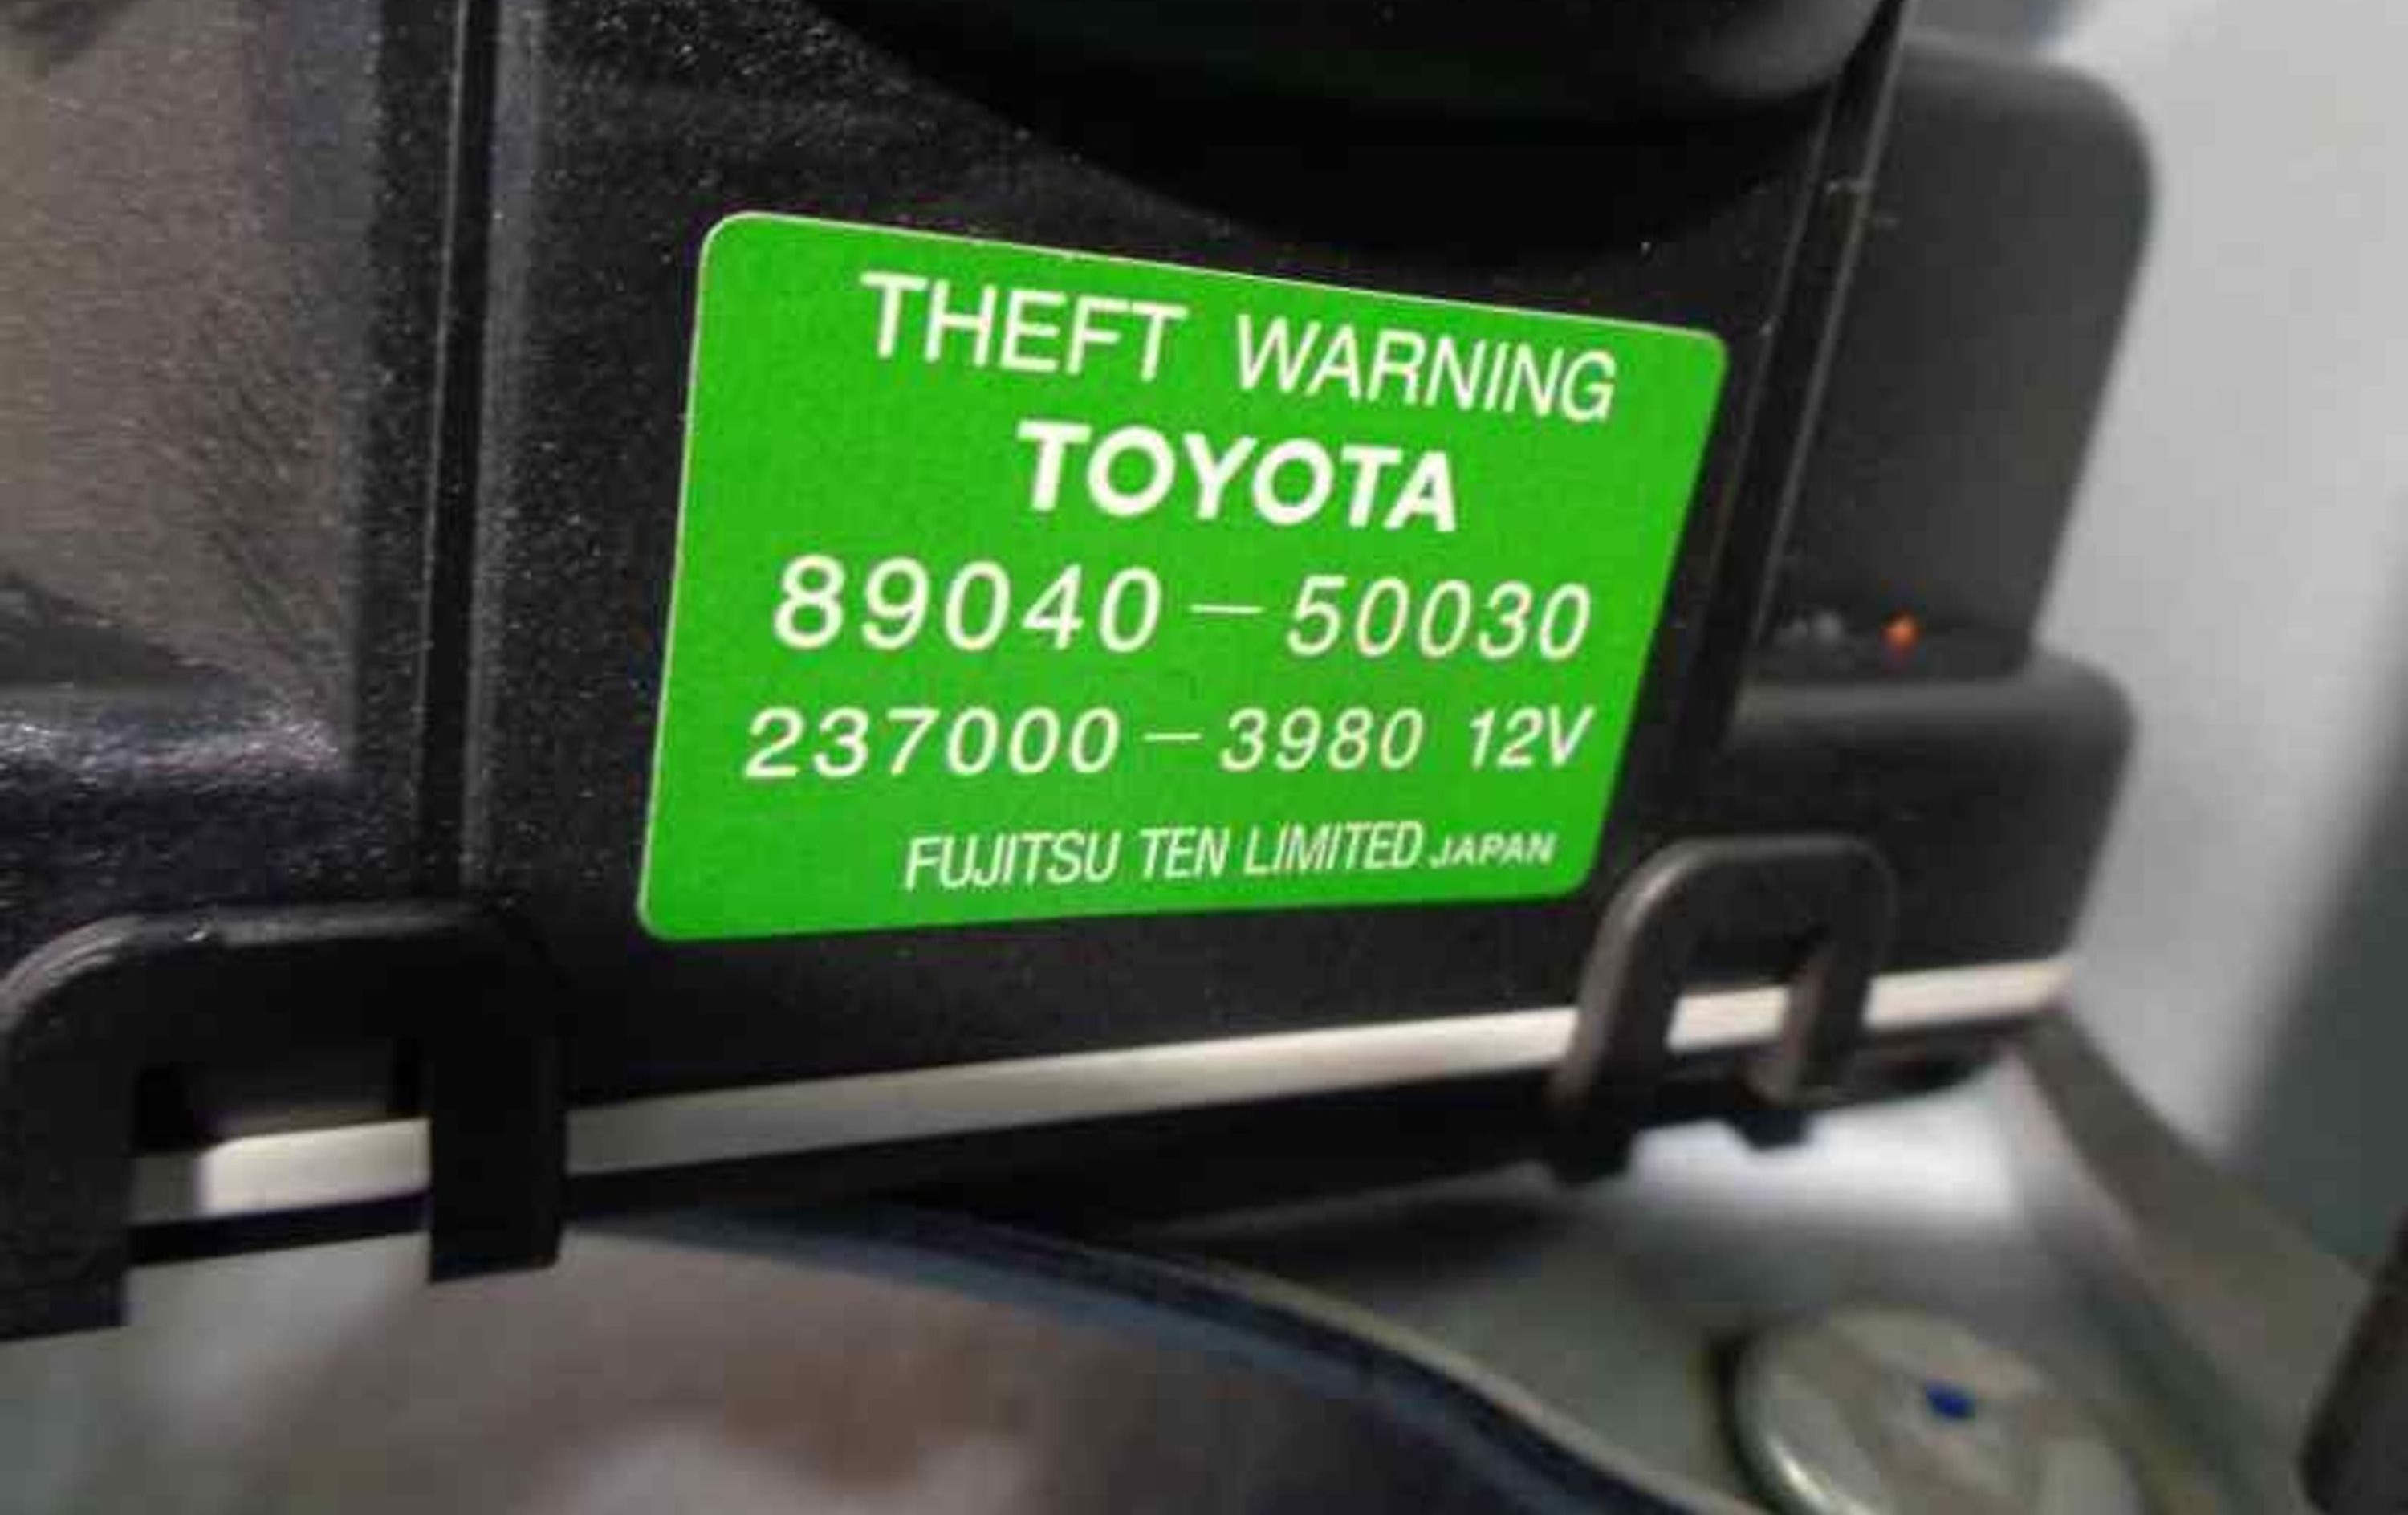 THEFT WARNING
TOYOTA
89040-50030
237000-3980 12V
FUJITSU TEN LIMITED JAPAN